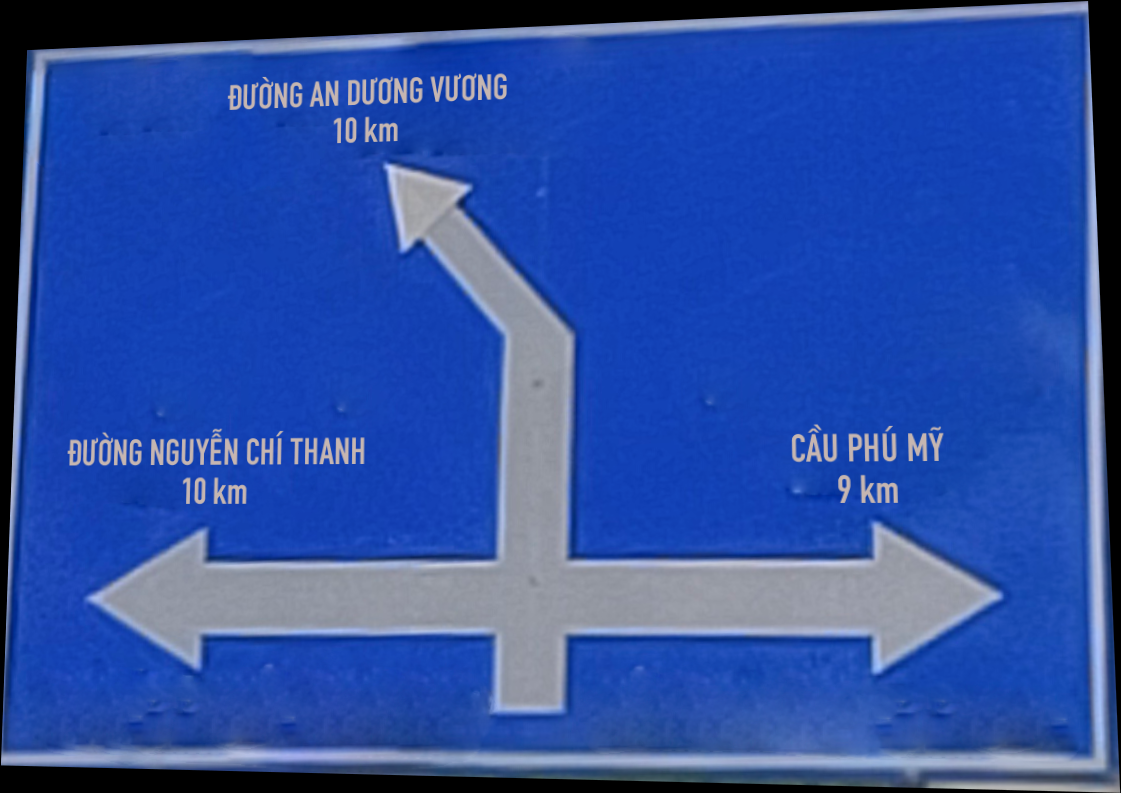 ĐƯỜNG AN DƯƠNG VƯƠNG
10 km
ĐƯỜNG NGUYỄN CHÍ THANH
10 km
CẦU PHÚ MỸ
9 km